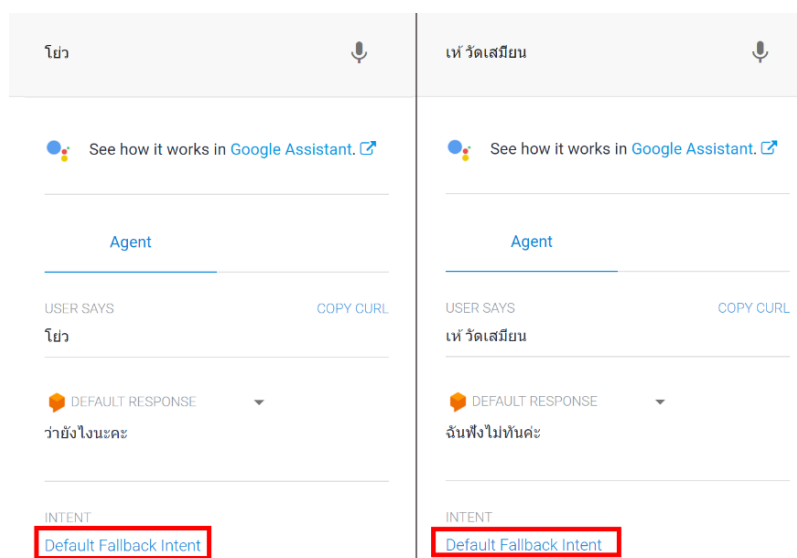 โย่ว
See how it works in Google Assistant.
Agent
USER SAYS COPY CURL
โย่ว
DEFAULT RESPONSE
ว่ายังไงนะคะ
INTENT
Default Fallback Intent
เห้ วัดเสมียน
See how it works in Google Assistant.
Agent
USER SAYS COPY CURL
เห้ วัดเสมียน
DEFAULT RESPONSE
ฉันฟังไม่ทันค่ะ
INTENT
Default Fallback Intent